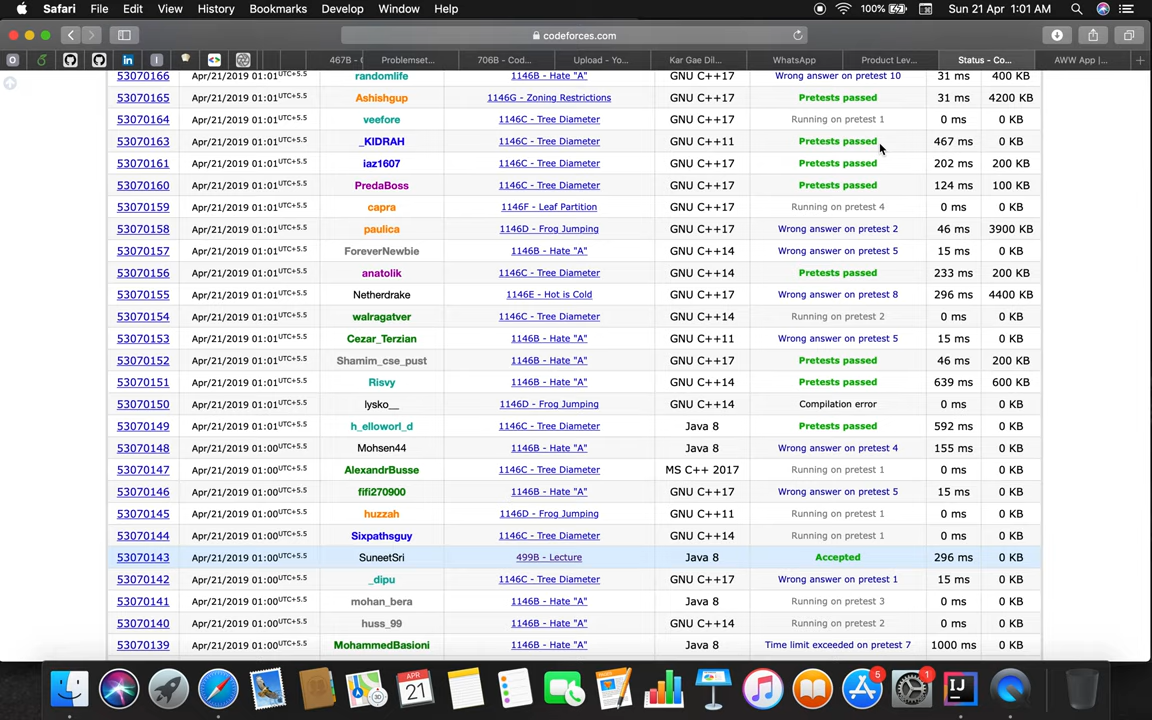 Safari File Edit View History Bookmarks Develop Window Help 100% Sun 21 Apr 1:01 AM
codeforces.com
467B - ( Problemset... 706B - Cod... Upload - Yo... Kar Gae Dil... WhatsApp Product Lev... Status - Co... AWW App |...
53070166 Apr/21/2019 01:01UTC+5.5 randomlife 1146B - Hate "A" GNU C++17 Wrong answer on pretest 10 31 ms 400 KB
53070165 Apr/21/2019 01:01UTC+5.5 Ashishgup 1146G - Zoning Restrictions GNU C++17 Pretests passed 31 ms 4200 KB
53070164 Apr/21/2019 01:01UTC+5.5 veefore 1146C - Tree Diameter GNU C++17 Running on pretest 1 0 ms 0 KB
53070163 Apr/21/2019 01:01UTC+5.5 _KIDRAH 1146C - Tree Diameter GNU C++11 Pretests passed 467 ms 0 KB
53070161 Apr/21/2019 01:01UTC+5.5 iaz1607 1146C - Tree Diameter GNU C++17 Pretests passed 202 ms 200 KB
53070160 Apr/21/2019 01:01UTC+5.5 PredaBoss 1146C - Tree Diameter GNU C++17 Pretests passed 124 ms 100 KB
53070159 Apr/21/2019 01:01UTC+5.5 capra 1146F - Leaf Partition GNU C++17 Running on pretest 4 0 ms 0 KB
53070158 Apr/21/2019 01:01UTC+5.5 paulica 1146D - Frog Jumping GNU C++17 Wrong answer on pretest 2 46 ms 3900 KB
53070157 Apr/21/2019 01:01UTC+5.5 ForeverNewbie 1146B - Hate "A" GNU C++14 Wrong answer on pretest 5 15 ms 0 KB
53070156 Apr/21/2019 01:01UTC+5.5 anatolik 1146C - Tree Diameter GNU C++14 Pretests passed 233 ms 200 KB
53070155 Apr/21/2019 01:01UTC+5.5 Netherdrake 1146E - Hot is Cold GNU C++17 Wrong answer on pretest 8 296 ms 4400 KB
53070154 Apr/21/2019 01:01UTC+5.5 walragatver 1146C - Tree Diameter GNU C++14 Running on pretest 2 0 ms 0 KB
53070153 Apr/21/2019 01:01UTC+5.5 Cezar_Terzian 1146B - Hate "A" GNU C++11 Wrong answer on pretest 5 15 ms 0 KB
53070152 Apr/21/2019 01:01UTC+5.5 Shamim_cse_pust 1146B - Hate "A" GNU C++17 Pretests passed 46 ms 200 KB
53070151 Apr/21/2019 01:01UTC+5.5 Risvy 1146B - Hate "A" GNU C++14 Pretests passed 639 ms 600 KB
53070150 Apr/21/2019 01:01UTC+5.5 lysko__ 1146D - Frog Jumping GNU C++14 Compilation error 0 ms 0 KB
53070149 Apr/21/2019 01:01UTC+5.5 h_elloworl_d 1146C - Tree Diameter Java 8 Pretests passed 592 ms 0 KB
53070148 Apr/21/2019 01:00UTC+5.5 Mohsen44 1146B - Hate "A" Java 8 Wrong answer on pretest 4 155 ms 0 KB
53070147 Apr/21/2019 01:00UTC+5.5 AlexandrBusse 1146C - Tree Diameter MS C++ 2017 Running on pretest 1 0 ms 0 KB
53070146 Apr/21/2019 01:00UTC+5.5 fifi270900 1146B - Hate "A" GNU C++17 Wrong answer on pretest 5 15 ms 0 KB
53070145 Apr/21/2019 01:00UTC+5.5 huzzah 1146D - Frog Jumping GNU C++11 Running on pretest 1 0 ms 0 KB
53070144 Apr/21/2019 01:00UTC+5.5 Sixpathsguy 1146C - Tree Diameter GNU C++17 Running on pretest 1 0 ms 0 KB
53070143 Apr/21/2019 01:00UTC+5.5 SuneetSri 499B - Lecture Java 8 Accepted 296 ms 0 KB
53070142 Apr/21/2019 01:00UTC+5.5 _dipu 1146C - Tree Diameter GNU C++17 Wrong answer on pretest 1 15 ms 0 KB
53070141 Apr/21/2019 01:00UTC+5.5 mohan_bera 1146B - Hate "A" Java 8 Running on pretest 3 0 ms 0 KB
53070140 Apr/21/2019 01:00UTC+5.5 huss_99 1146B - Hate "A" GNU C++14 Running on pretest 2 0 ms 0 KB
53070139 Apr/21/2019 01:00UTC+5.5 MohammedBasioni 1146B - Hate "A" Java 8 Time limit exceeded on pretest 7 1000 ms 0 KB
APR 21 5 1 IJ